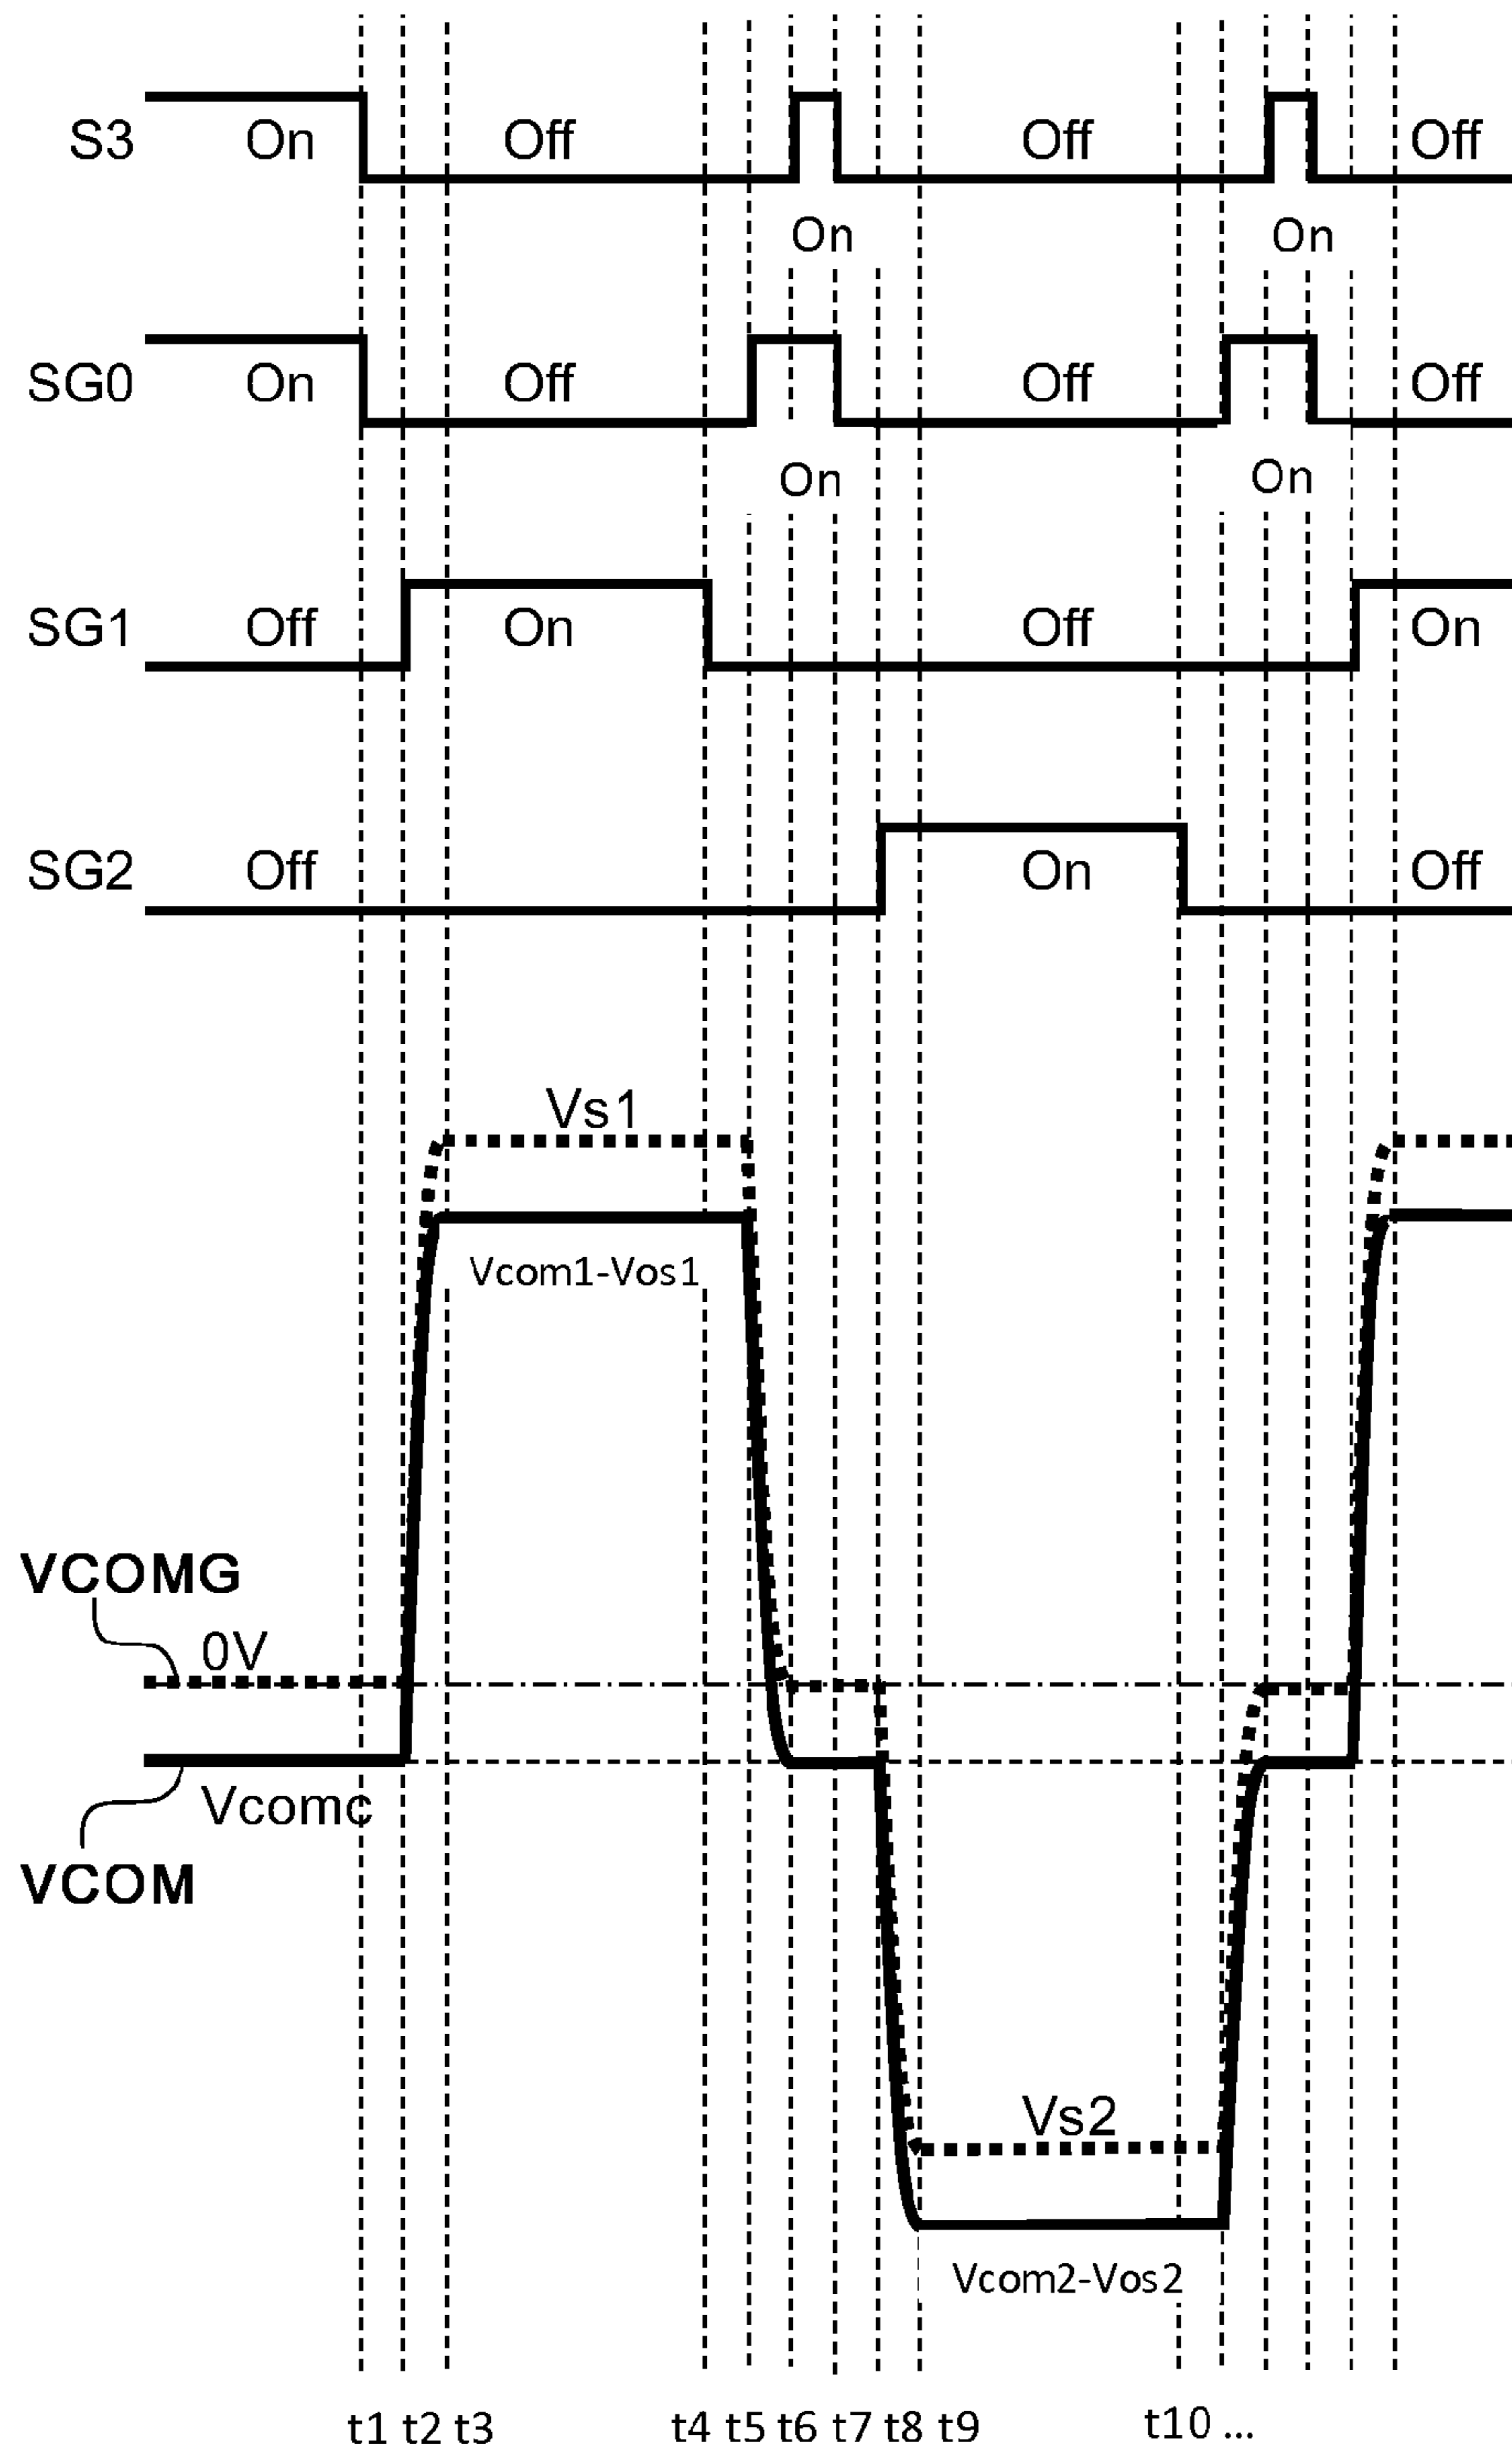 S3 On Off Off Off
On On
SG0 On Off Off Off
On On
SG1 Off On Off On
SG2 Off On Off
Vs1
Vcom1-Vos1
VCOMG
0V
Vcomc
VCOM
Vs2
Vcom2-Vos2
t1 t2 t3 t4 t5 t6 t7 t8 t9 t10 ...